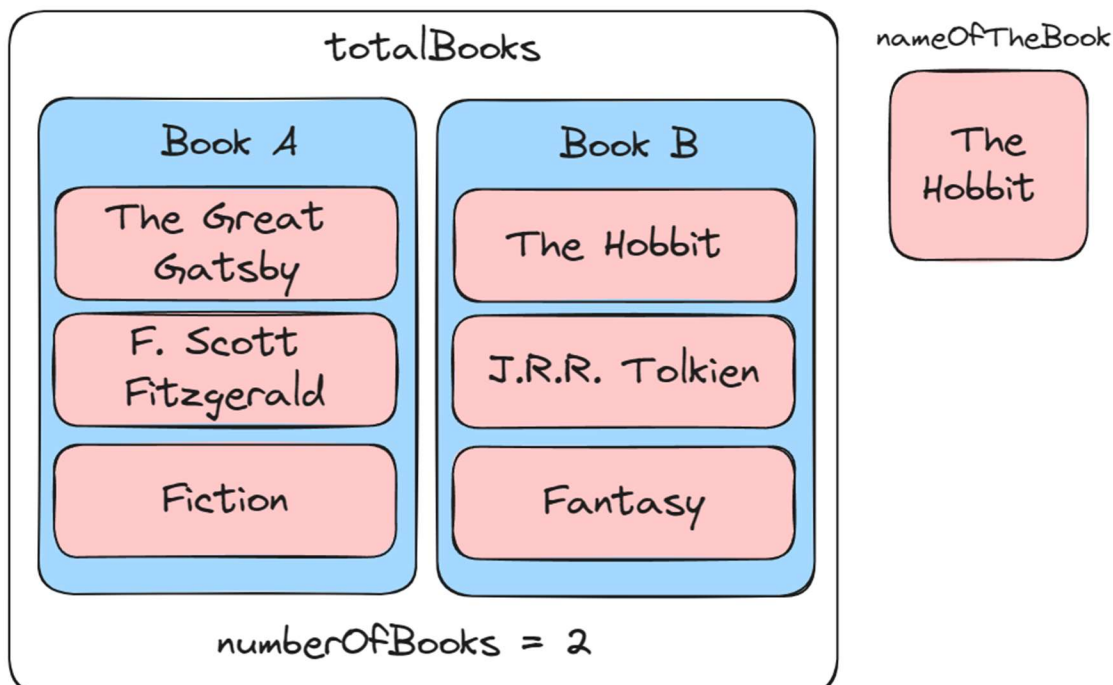 totalBooks
Book A
The Great
Gatsby
F. Scott
Fitzgerald
Fiction
Book B
The Hobbit
J.R.R. Tolkien
Fantasy
numberOfBooks = 2
nameOfTheBook
The
Hobbit